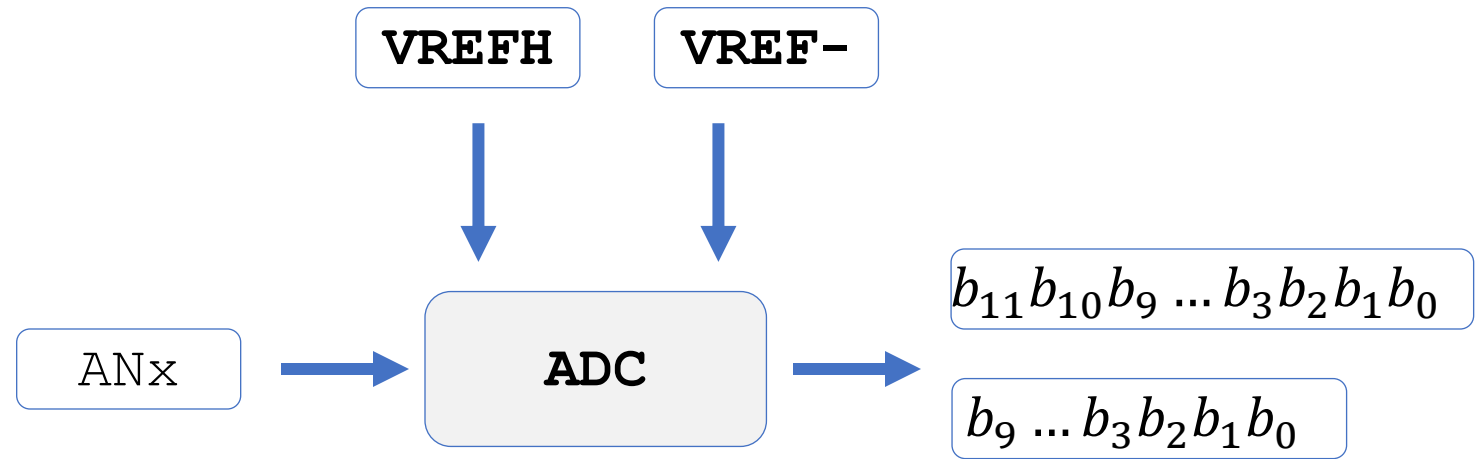 VREFH
VREF-
ANx
ADC
b₁₁b₁₀b₉ … b₃b₂b₁b₀
b₉ … b₃b₂b₁b₀